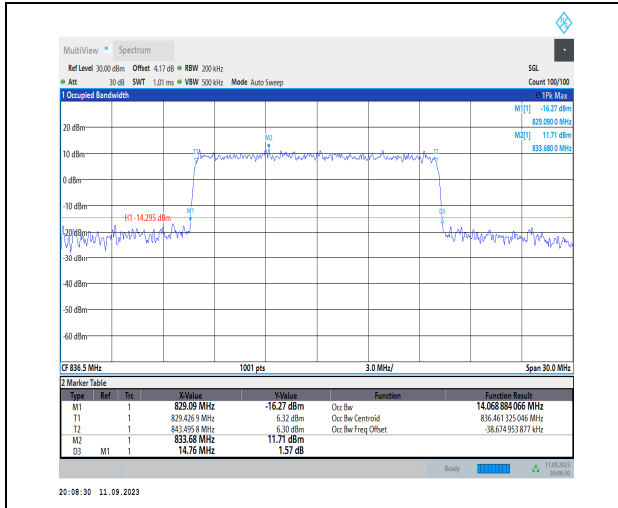 MultiView Spectrum
Ref Level 30.00 dBm Offset 4.17 dB RBW 200 kHz SGL
Att 30 dB SWT 1.01 ms VBW 500 kHz Mode Auto Sweep Count 100/100
1 Occupied Bandwidth 1Pk Max
M1[1] -16.27 dBm
829.090 0 MHz
M2[1] 11.71 dBm
833.680 0 MHz
20 dBm
M2
10 dBm
T1 T2
0 dBm
-10 dBm
M1 D3
H1 -14.295 dBm
-20 dBm
-30 dBm
-40 dBm
-50 dBm
-60 dBm
CF 836.5 MHz 1001 pts 3.0 MHz/ Span 30.0 MHz
2 Marker Table
Type Ref Trc X-Value Y-Value Function Function Result
M1 1 829.09 MHz -16.27 dBm Occ Bw 14.068 884 066 MHz
T1 1 829.426 9 MHz 6.32 dBm Occ Bw Centroid 836.461 325 046 MHz
T2 1 843.495 8 MHz 6.30 dBm Occ Bw Freq Offset -38.674 953 877 kHz
M2 1 833.68 MHz 11.71 dBm
D3 M1 1 14.76 MHz 1.57 dB
Ready 11.09.2023
20:08:30
20:08:30 11.09.2023